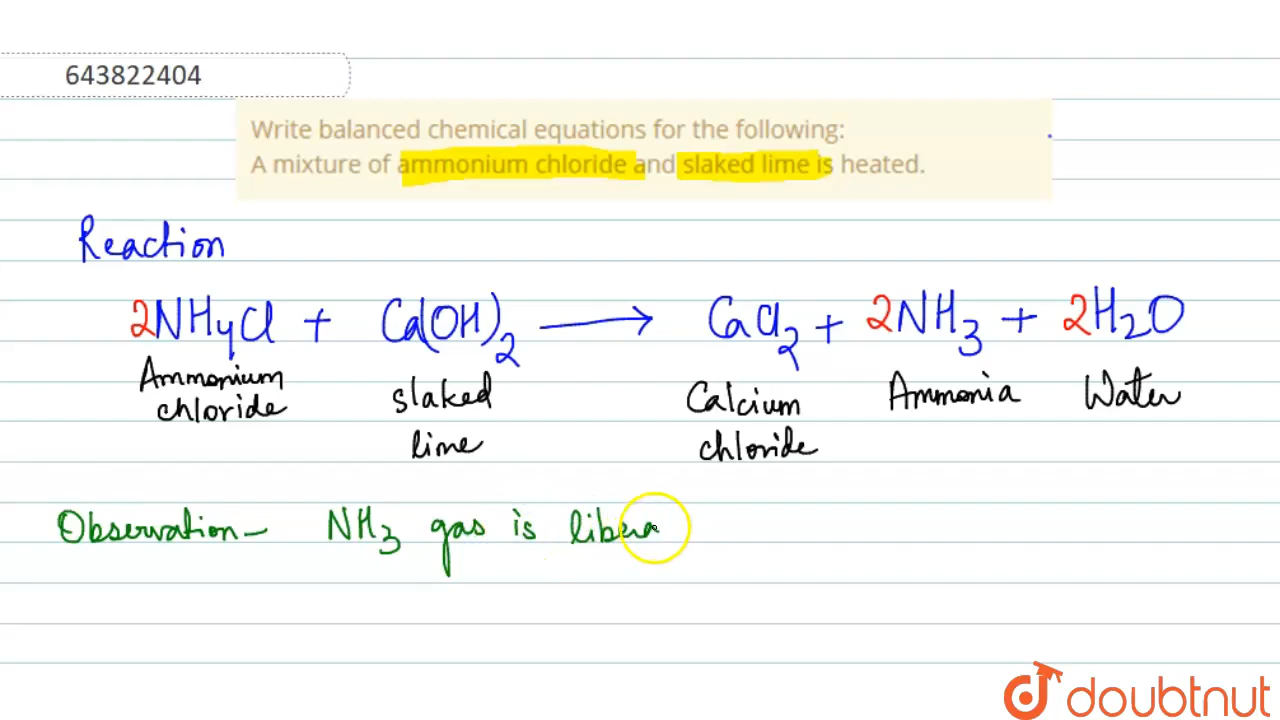 643822404
Write balanced chemical equations for the following:
A mixture of ammonium chloride and slaked lime is heated.
Reaction
2NH4Cl + Ca(OH)2 ⟶ CaCl2 + 2NH3 + 2H2O
Ammonium chloride slaked lime Calcium chloride Ammonia Water
Observation - NH3 gas is libera
doubtnut